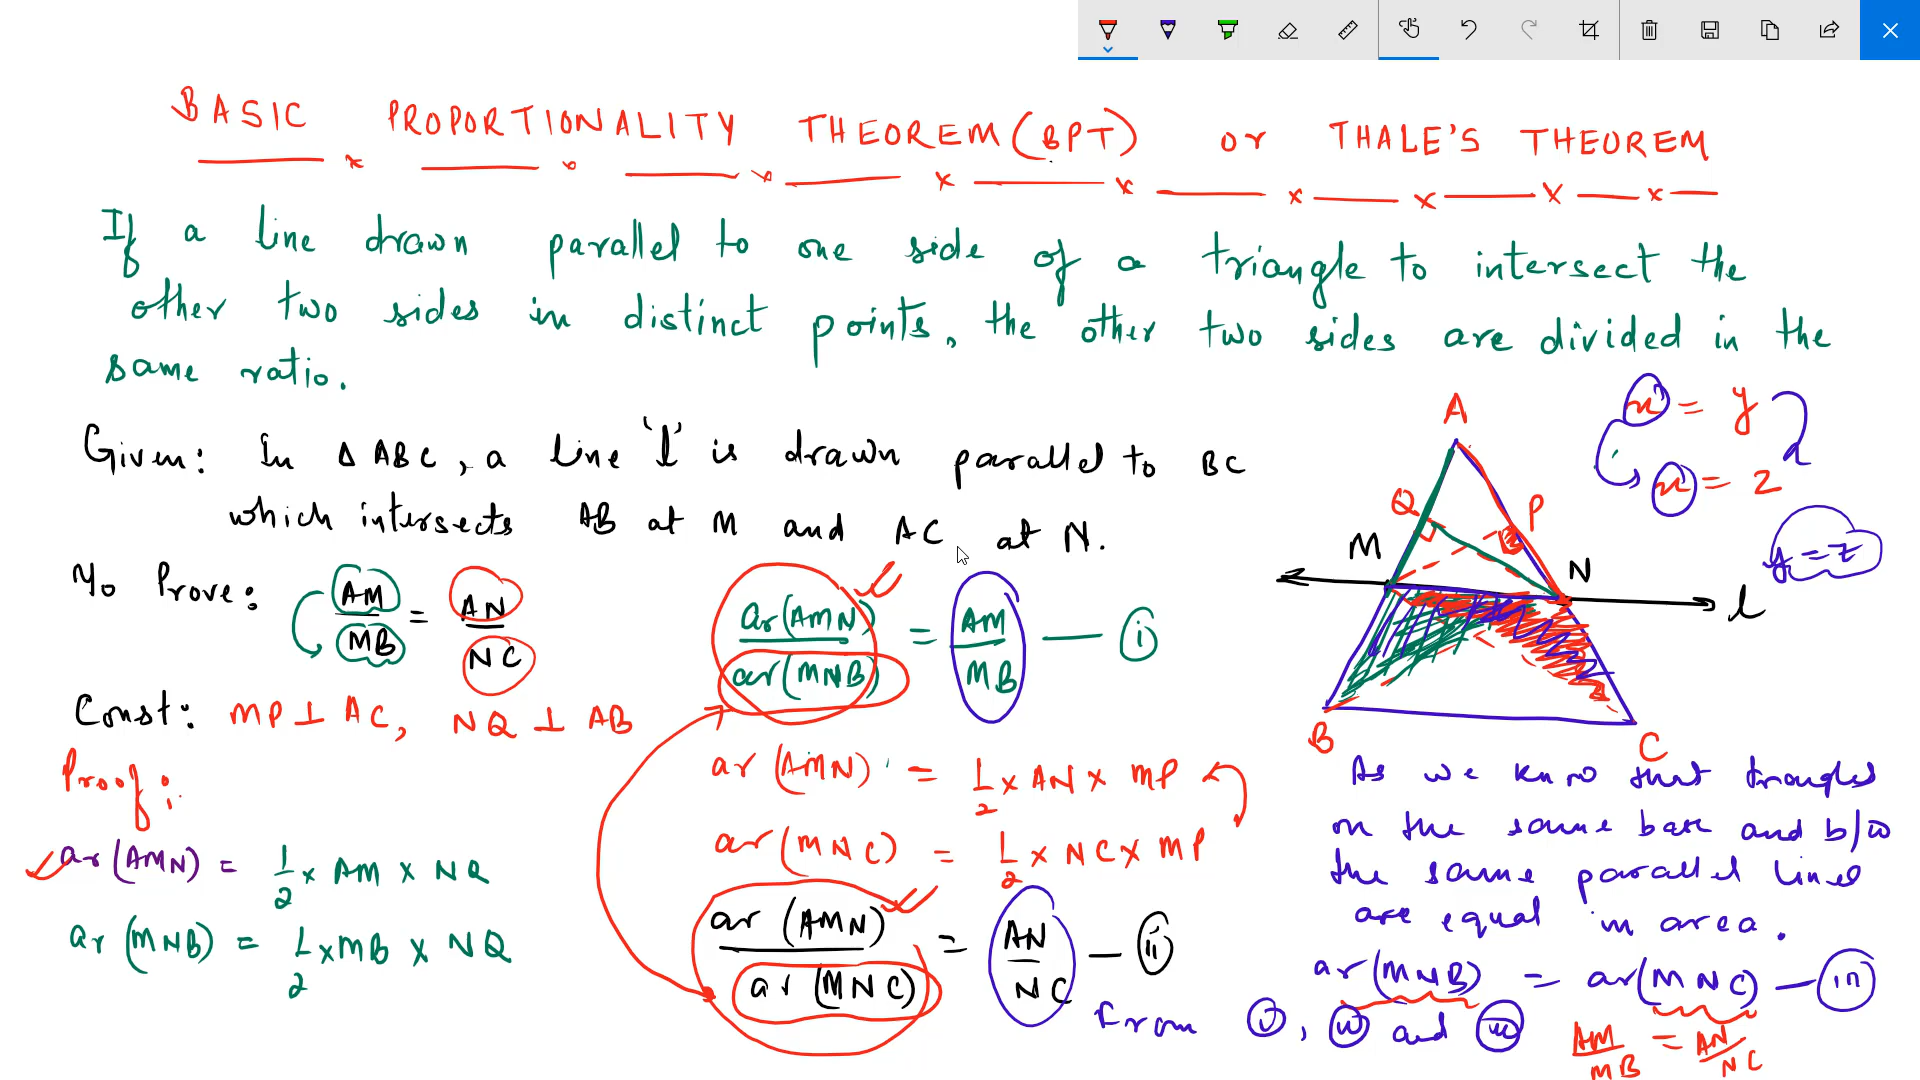 BASIC PROPORTIONALITY THEOREM (BPT) or THALE'S THEOREM
If a line drawn parallel to one side of a triangle to intersect the
other two sides in distinct points, the other two sides are divided in the
same ratio.
Given: In Δ ABC, a line 'l' is drawn parallel to BC
which intersects AB at M and AC at N.
To Prove: AM/MB = AN/NC
Const: MP ⊥ AC, NQ ⊥ AB
Proof:
ar(AMN) = 1/2 × AM × NQ
ar(MNB) = 1/2 × MB × NQ
ar(AMN)/ar(MNB) = AM/MB — (i)
ar(AMN) = 1/2 × AN × MP
ar(MNC) = 1/2 × NC × MP
ar(AMN)/ar(MNC) = AN/NC — (ii)
x = y
x = z
y = z
A
Q P
M N
l
B C
As we know that triangles
on the same base and b/w
the same parallel lines
are equal in area.
ar(MNB) = ar(MNC) — (iii)
From (i), (ii) and (iii)
AM/MB = AN/NC